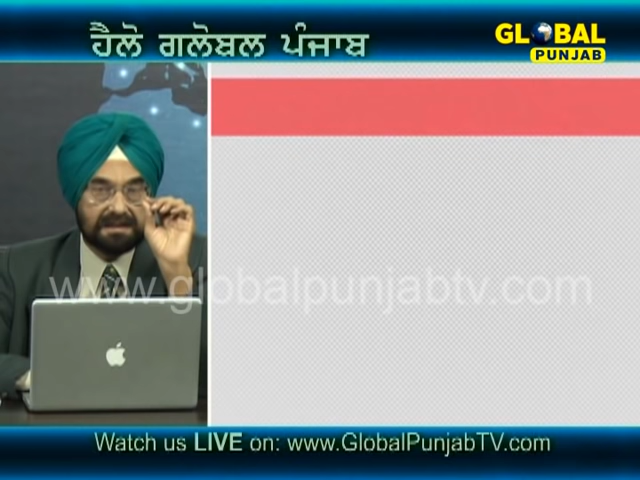 ਹੈਲੋ ਗਲੋਬਲ ਪੰਜਾਬ
GLOBAL
PUNJAB
www.globalpunjabtv.com
Watch us LIVE on: www.GlobalPunjabTV.com